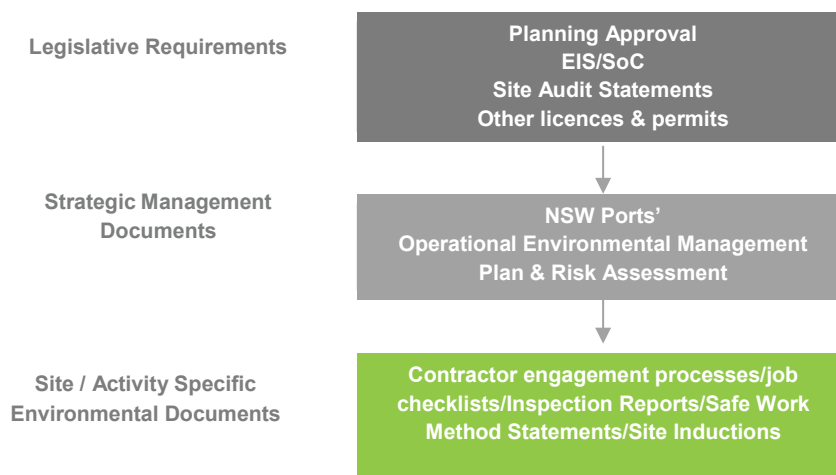 Legislative Requirements
Planning Approval
EIS/SoC
Site Audit Statements
Other licences & permits
Strategic Management
Documents
NSW Ports’
Operational Environmental Management
Plan & Risk Assessment
Site / Activity Specific
Environmental Documents
Contractor engagement processes/job
checklists/Inspection Reports/Safe Work
Method Statements/Site Inductions